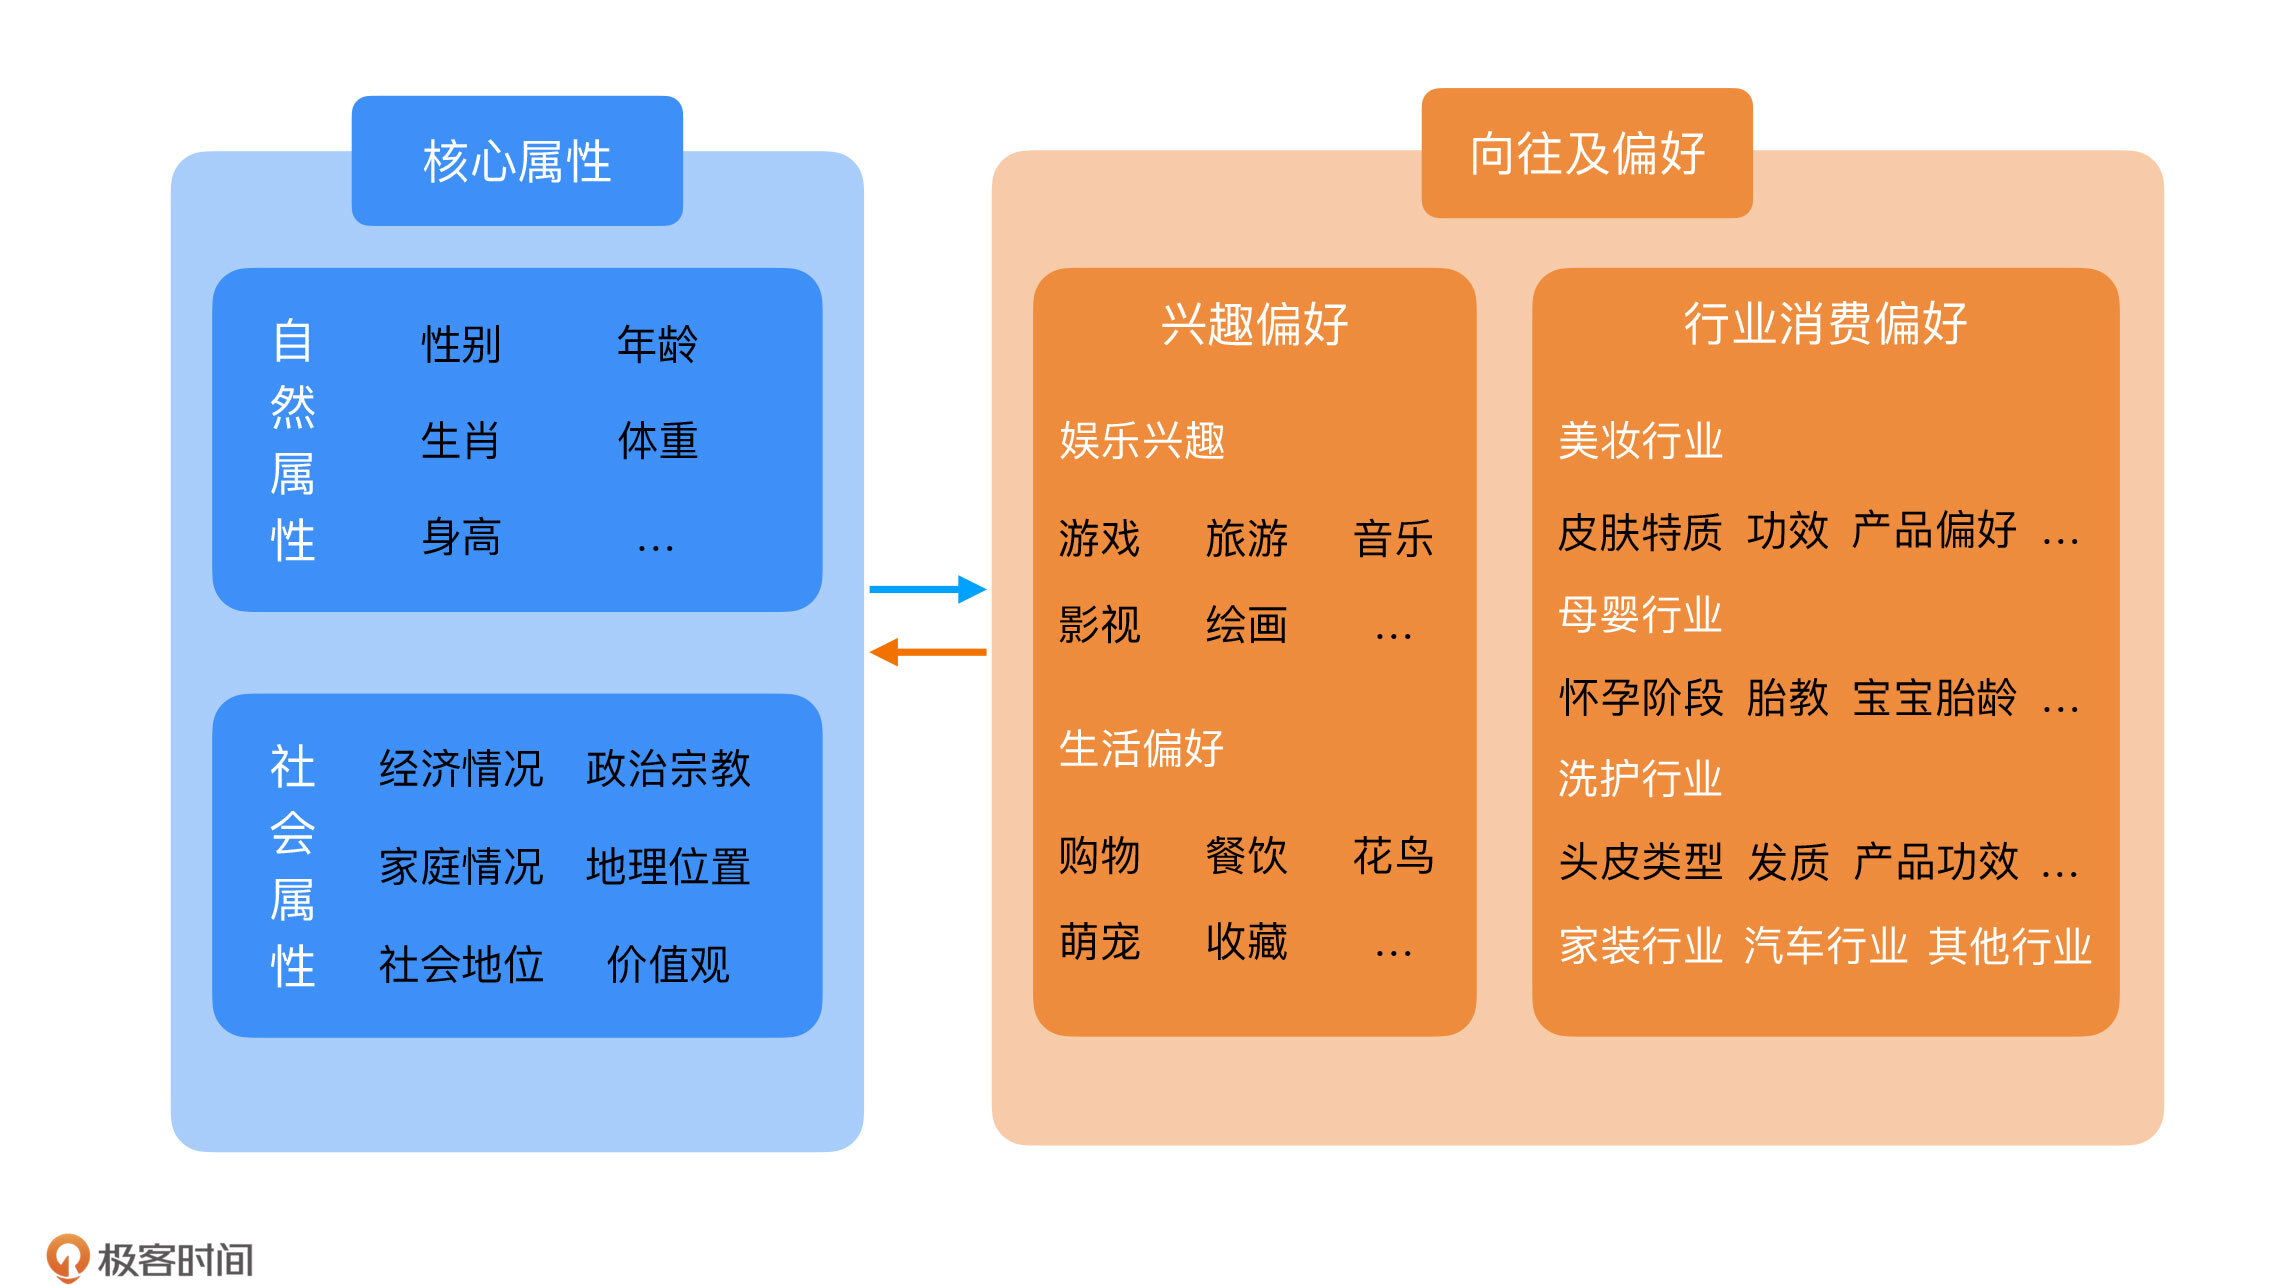 核心属性
自然属性
性别 年龄
生肖 体重
身高 …
社会属性
经济情况 政治宗教
家庭情况 地理位置
社会地位 价值观
向往及偏好
兴趣偏好
娱乐兴趣
游戏 旅游 音乐
影视 绘画 …
生活偏好
购物 餐饮 花鸟
萌宠 收藏 …
行业消费偏好
美妆行业
皮肤特质 功效 产品偏好 …
母婴行业
怀孕阶段 胎教 宝宝胎龄 …
洗护行业
头皮类型 发质 产品功效 …
家装行业 汽车行业 其他行业
极客时间